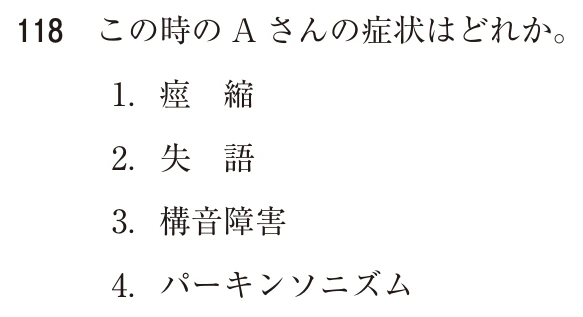 118 この時の A さんの症状はどれか。
1. 痙 縮
2. 失 語
3. 構音障害
4. パーキンソニズム